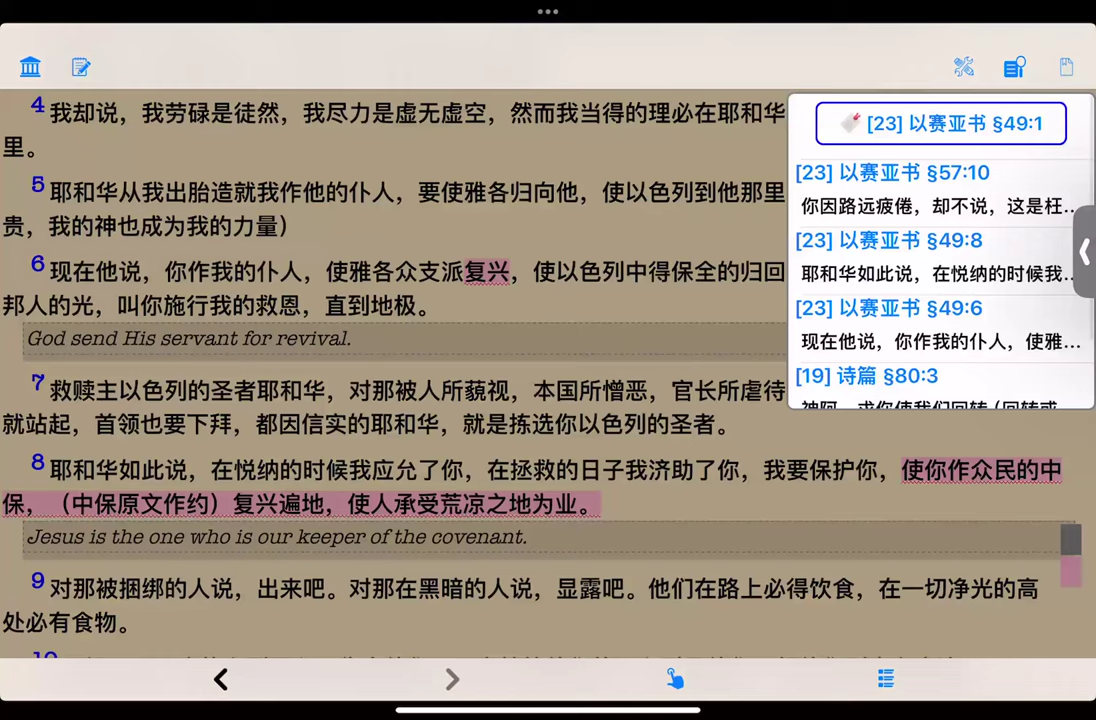 4 我却说，我劳碌是徒然，我尽力是虚无虚空，然而我当得的理必在耶和华
里。
5 耶和华从我出胎造就我作他的仆人，要使雅各归向他，使以色列到他那里
贵，我的神也成为我的力量）
6 现在他说，你作我的仆人，使雅各众支派复兴，使以色列中得保全的归回
邦人的光，叫你施行我的救恩，直到地极。
God send His servant for revival.
7 救赎主以色列的圣者耶和华，对那被人所藐视，本国所憎恶，官长所虐待
就站起，首领也要下拜，都因信实的耶和华，就是拣选你以色列的圣者。
8 耶和华如此说，在悦纳的时候我应允了你，在拯救的日子我济助了你，我要保护你，使你作众民的中
保，（中保原文作约）复兴遍地，使人承受荒凉之地为业。
Jesus is the one who is our keeper of the covenant.
9 对那被捆绑的人说，出来吧。对那在黑暗的人说，显露吧。他们在路上必得饮食，在一切净光的高
处必有食物。
10
[23] 以赛亚书 §49:1
[23] 以赛亚书 §57:10
你因路远疲倦，却不说，这是枉...
[23] 以赛亚书 §49:8
耶和华如此说，在悦纳的时候我...
[23] 以赛亚书 §49:6
现在他说，你作我的仆人，使雅...
[19] 诗篇 §80:3
神阿，求你使我们回转（回转或